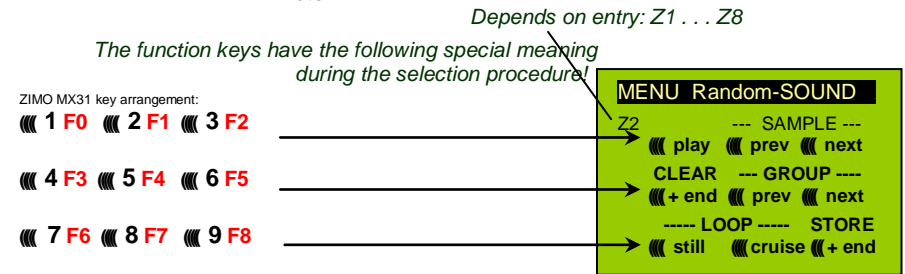 Depends on entry: Z1 . . . Z8
The function keys have the following special meaning
during the selection procedure!
ZIMO MX31 key arrangement:
(((( 1 F0 (((( 2 F1 (((( 3 F2
(((( 4 F3 (((( 5 F4 (((( 6 F5
(((( 7 F6 (((( 8 F7 (((( 9 F8
MENU Random-SOUND
Z2 --- SAMPLE ---
(((( play (((( prev (((( next
CLEAR --- GROUP ----
((((+ end (((( prev (((( next
----- LOOP ----- STORE
(((( still ((((cruise ((((+ end